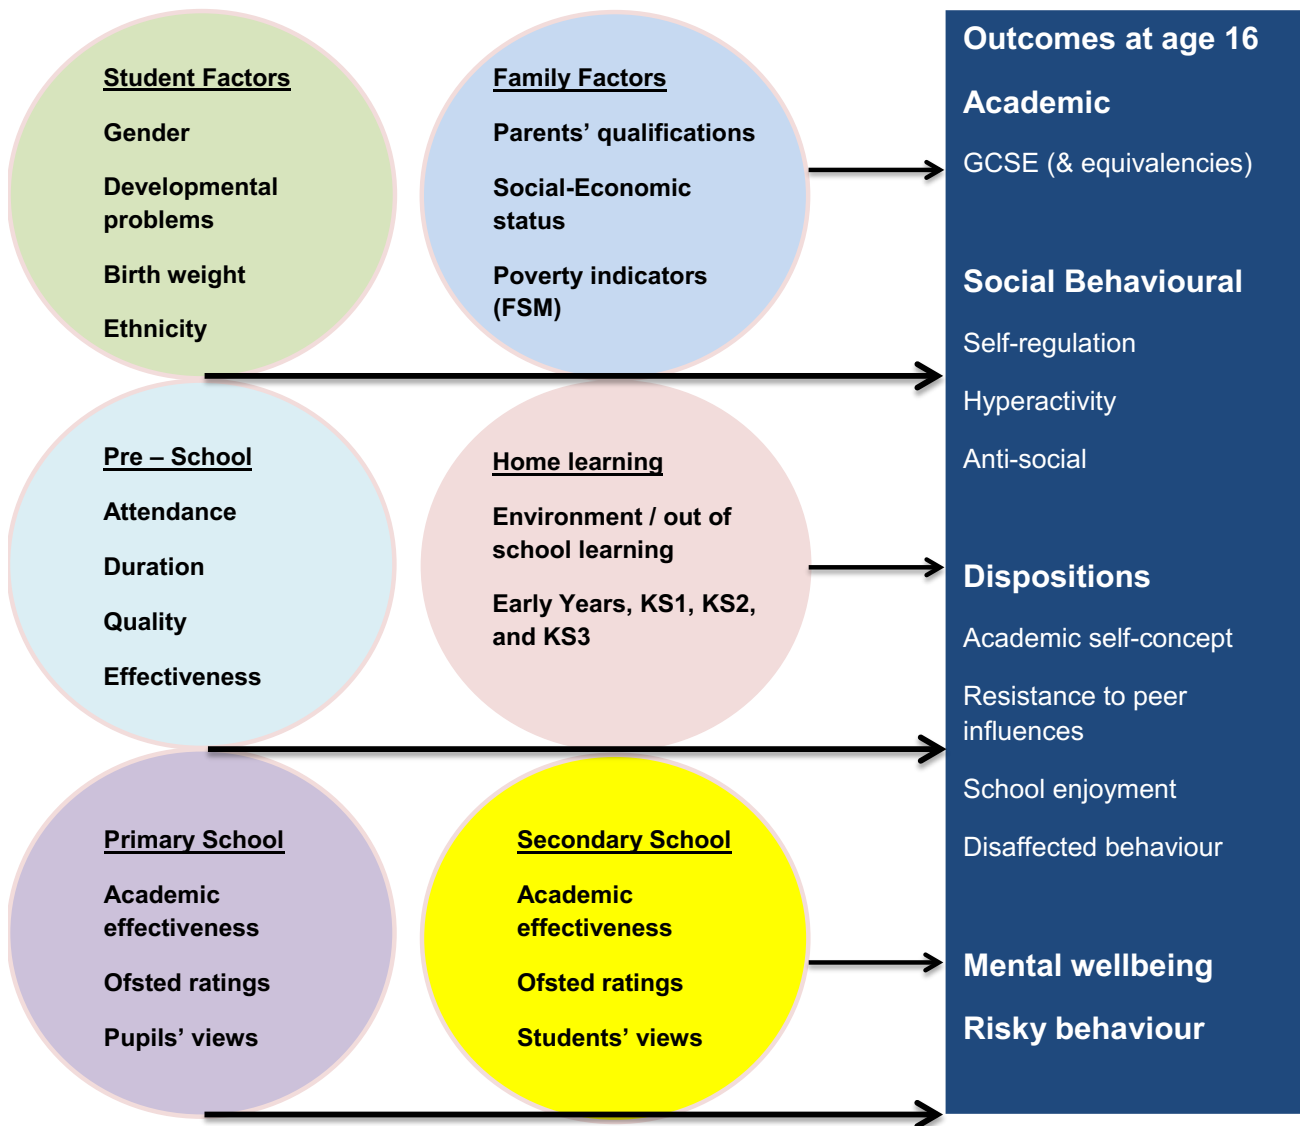 Student Factors
Gender
Developmental
problems
Birth weight
Ethnicity
Family Factors
Parents’ qualifications
Social-Economic
status
Poverty indicators
(FSM)
Pre – School
Attendance
Duration
Quality
Effectiveness
Home learning
Environment / out of
school learning
Early Years, KS1, KS2,
and KS3
Primary School
Academic
effectiveness
Ofsted ratings
Pupils’ views
Secondary School
Academic
effectiveness
Ofsted ratings
Students’ views
Outcomes at age 16
Academic
GCSE (& equivalencies)
Social Behavioural
Self-regulation
Hyperactivity
Anti-social
Dispositions
Academic self-concept
Resistance to peer
influences
School enjoyment
Disaffected behaviour
Mental wellbeing
Risky behaviour